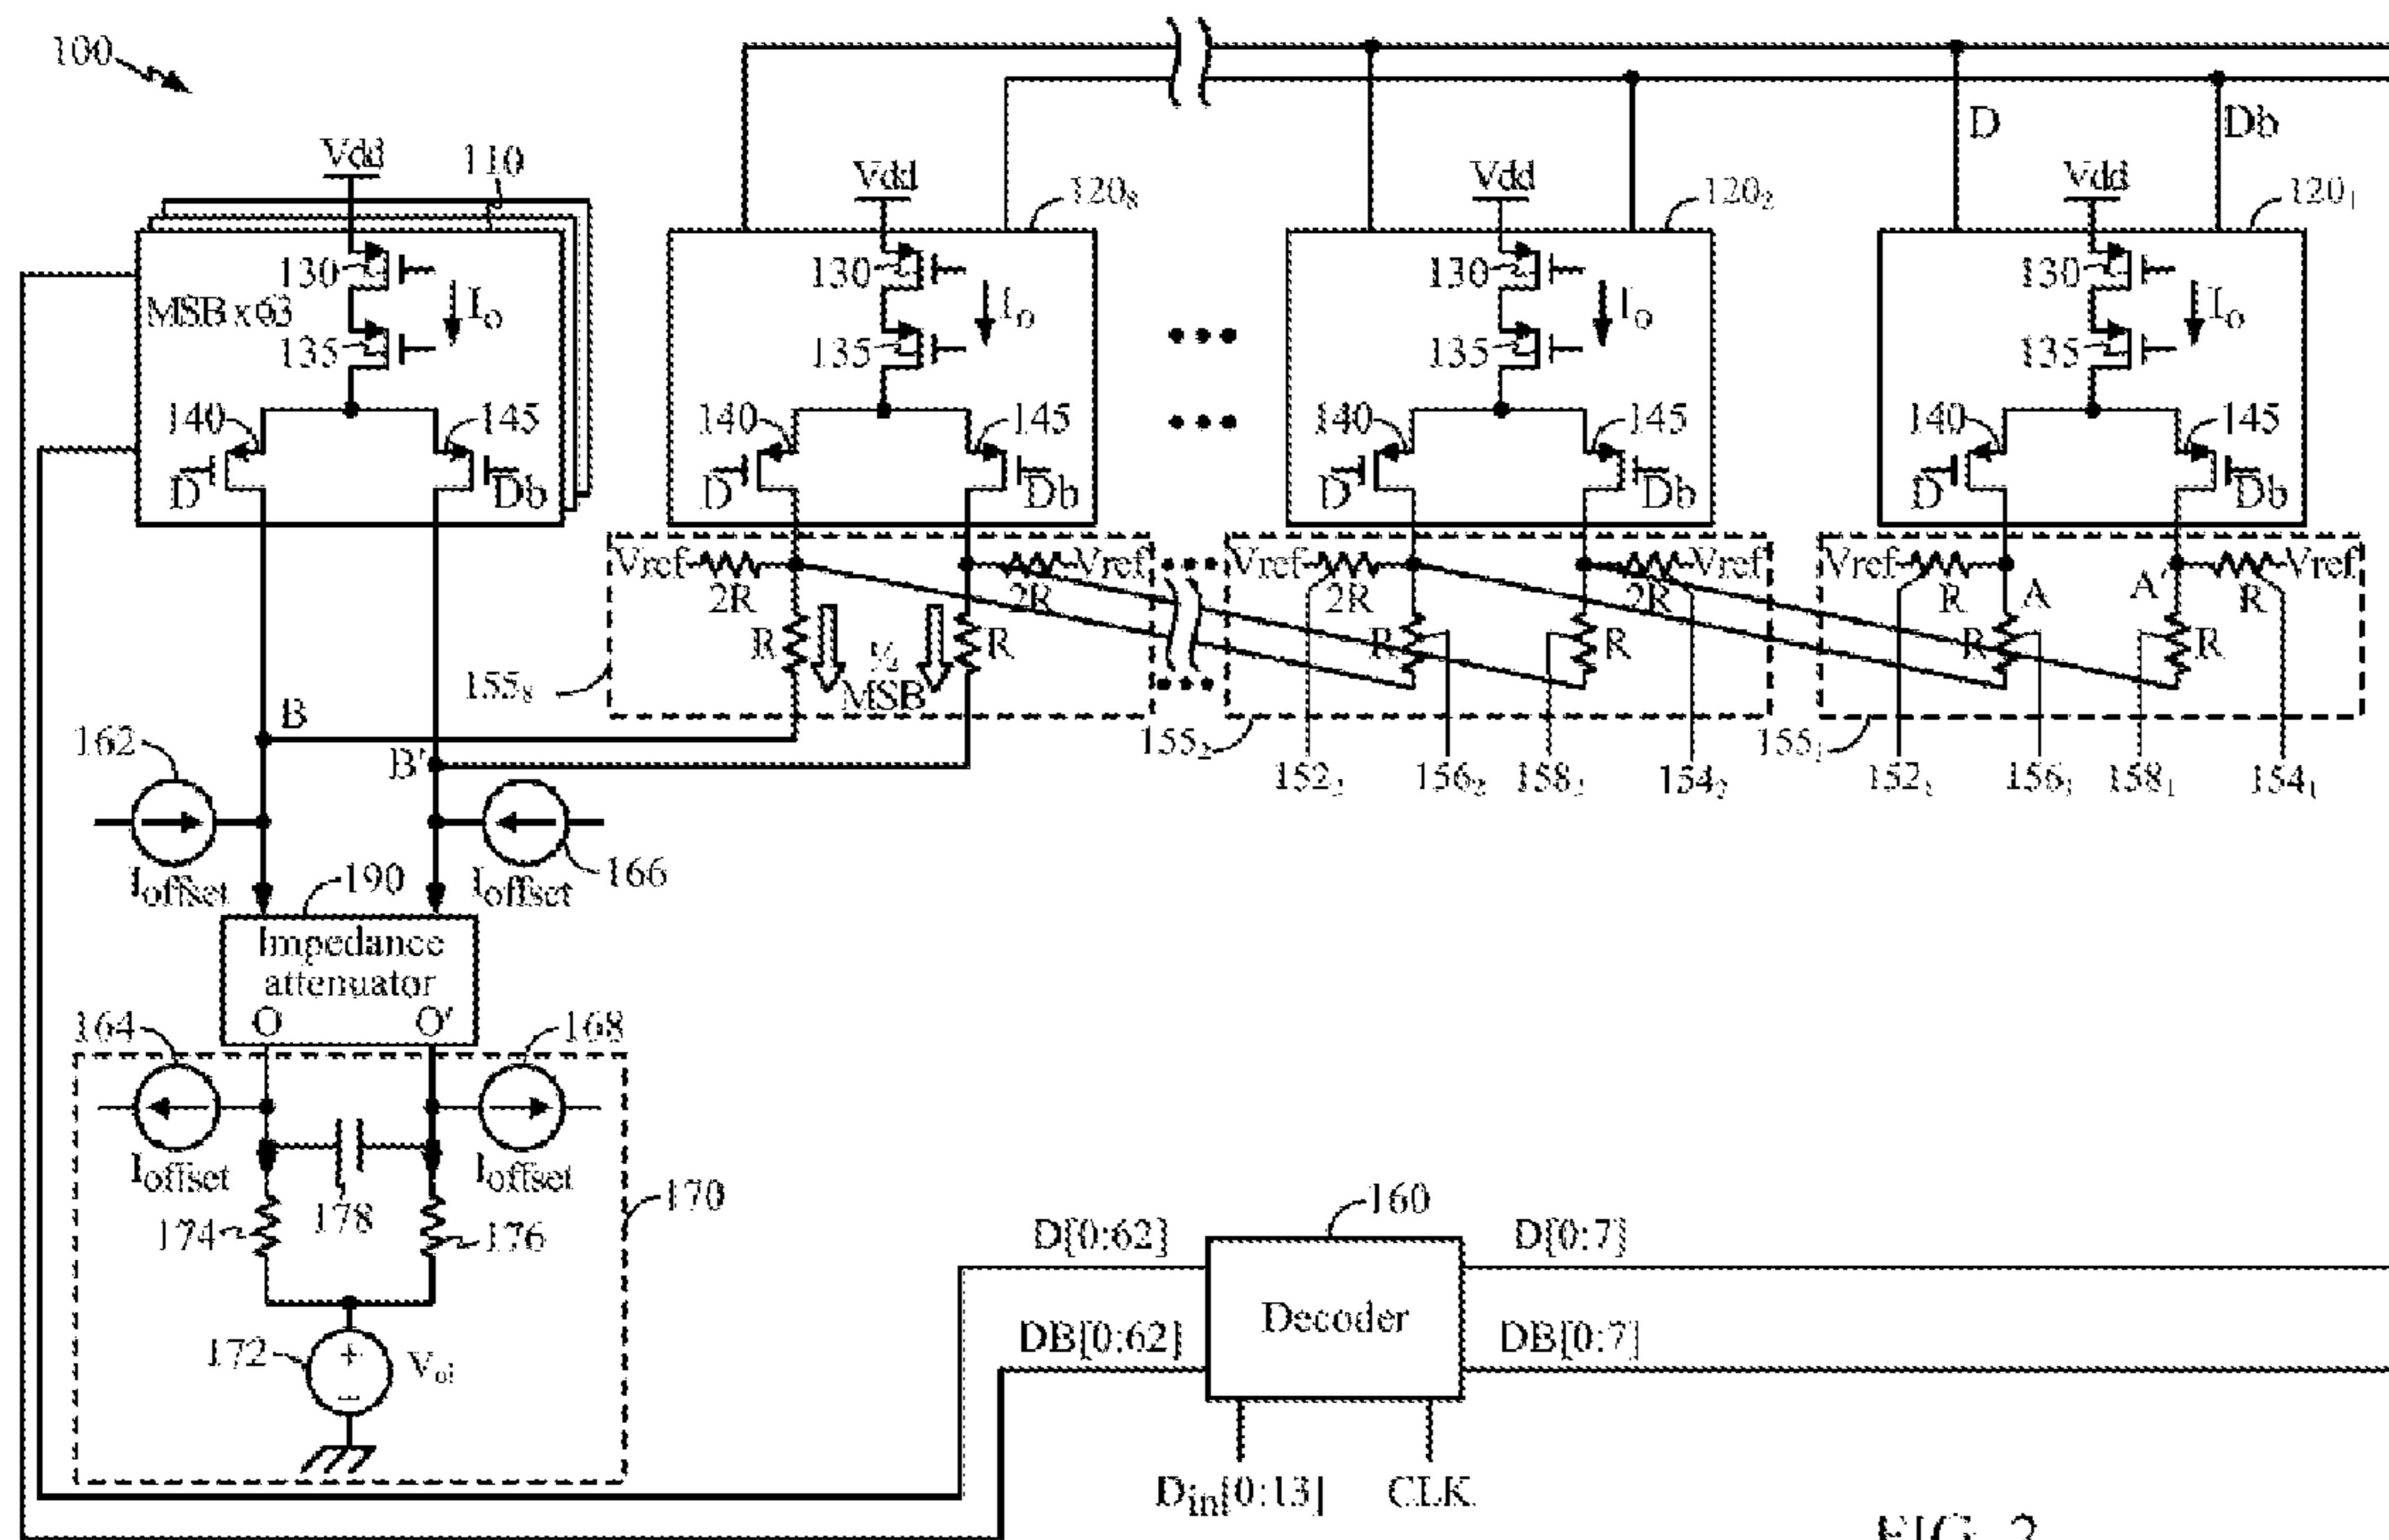 100
D
Db
Vdd
110
Vdd
120₈
Vdd
120₂
Vdd
120₁
130
MSB x 63
Iₒ
135
140
145
D
Db
130
Iₒ
135
140
145
D
Db
130
Iₒ
135
140
145
D
Db
130
Iₒ
135
140
145
D
Db
Vref
2R
2R
Vref
R
½
MSB
R
155₈
Vref
2R
2R
Vref
R
R
155₂
Vref
R
A
A'
R
Vref
R
R
155₁
152₂
156₂
158₂
154₂
152₁
156₁
158₁
154₁
B
B'
162
Ioffset
Ioffset
166
190
Impedance
attenuator
O
O'
164
168
Ioffset
Ioffset
178
174
176
170
172
+
−
160
D[0:62]
D[0:7]
Decoder
DB[0:62]
DB[0:7]
Din[0:13]
CLK
FIG. 2